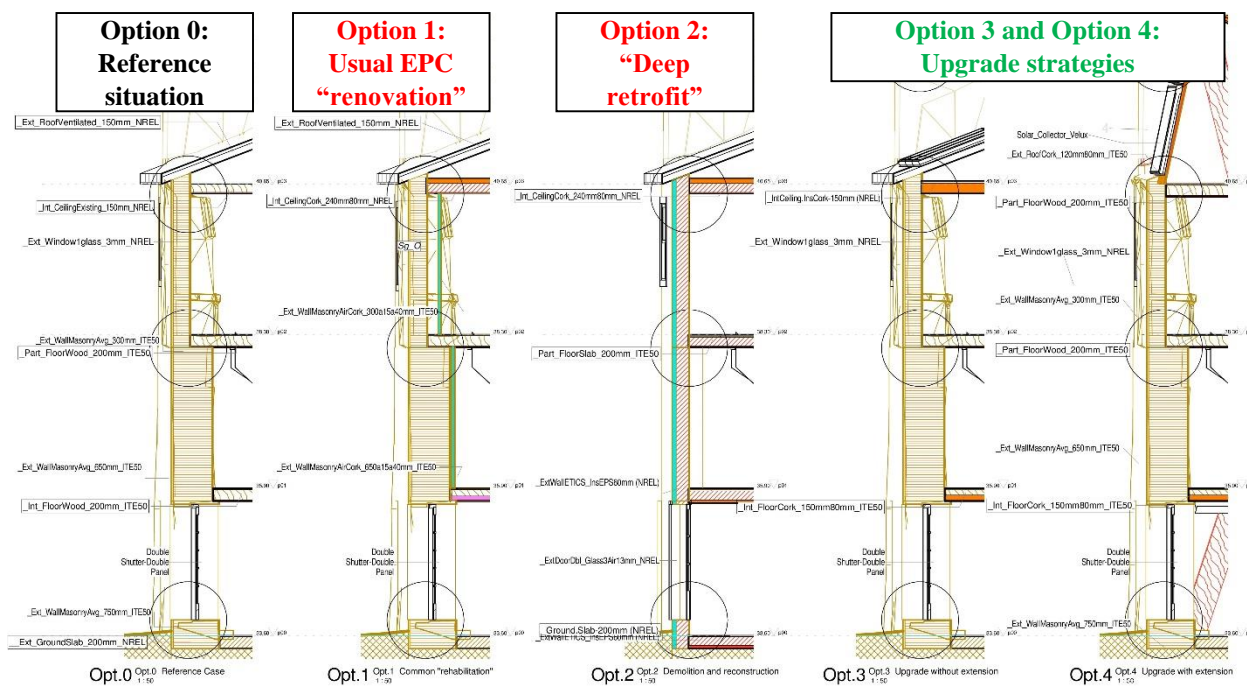 Option 0:
Reference
situation
Option 1:
Usual EPC
“renovation”
Option 2:
“Deep
retrofit”
Option 3 and Option 4:
Upgrade strategies
_Ext_RoofVentilated_150mm_NREL
_Int_CeilingExisting_150mm_NREL
_Ext_Window1glass_3mm_NREL
_Ext_WallMasonryAvg_300mm_ITE50
_Part_FloorWood_200mm_ITE50
_Ext_WallMasonryAvg_650mm_ITE50
_Int_FloorWood_200mm_ITE50
Double
Shutter-Double
Panel
_Ext_WallMasonryAvg_750mm_ITE50
_Ext_GroundSlab_200mm_NREL
Opt.0 Opt.0 Reference Case
1:50
_Ext_RoofVentilated_150mm_NREL
_Int_CeilingCork_240mm80mm_NREL
_Ext_WallMasonryAirCork_300a15a40mm_ITE50
_Ext_WallMasonryAirCork_650a15a40mm_ITE50
Double
Shutter-Double
Panel
Opt.1 Opt.1 Common "rehabilitation"
1:50
_Int_CeilingCork_240mm80mm_NREL
_Part_FloorSlab_200mm_ITE50
_ExtWallETICS_InsEPS60mm (NREL)
_ExtDoorDbl_Glass3Air13mm_NREL
Ground.Slab-200mm (NREL)
Opt.2 Opt.2 Demolition and reconstruction
1:50
_IntCeiling.InsCork-150mm (NREL)
_Ext_Window1glass_3mm_NREL
_Int_FloorCork_150mm80mm_ITE50
Double
Shutter-Double
Panel
Opt.3 Opt.3 Upgrade without extension
1:50
Solar_Collector_Velux
_Ext_RoofCork_120mm60mm_ITE50
_Part_FloorWood_200mm_ITE50
_Ext_Window1glass_3mm_NREL
_Ext_WallMasonryAvg_300mm_ITE50
_Part_FloorWood_200mm_ITE50
_Ext_WallMasonryAvg_650mm_ITE50
_Int_FloorCork_150mm80mm_ITE50
Double
Shutter-Double
Panel
_Ext_WallMasonryAvg_750mm_ITE50
Opt.4 Opt.4 Upgrade with extension
1:50